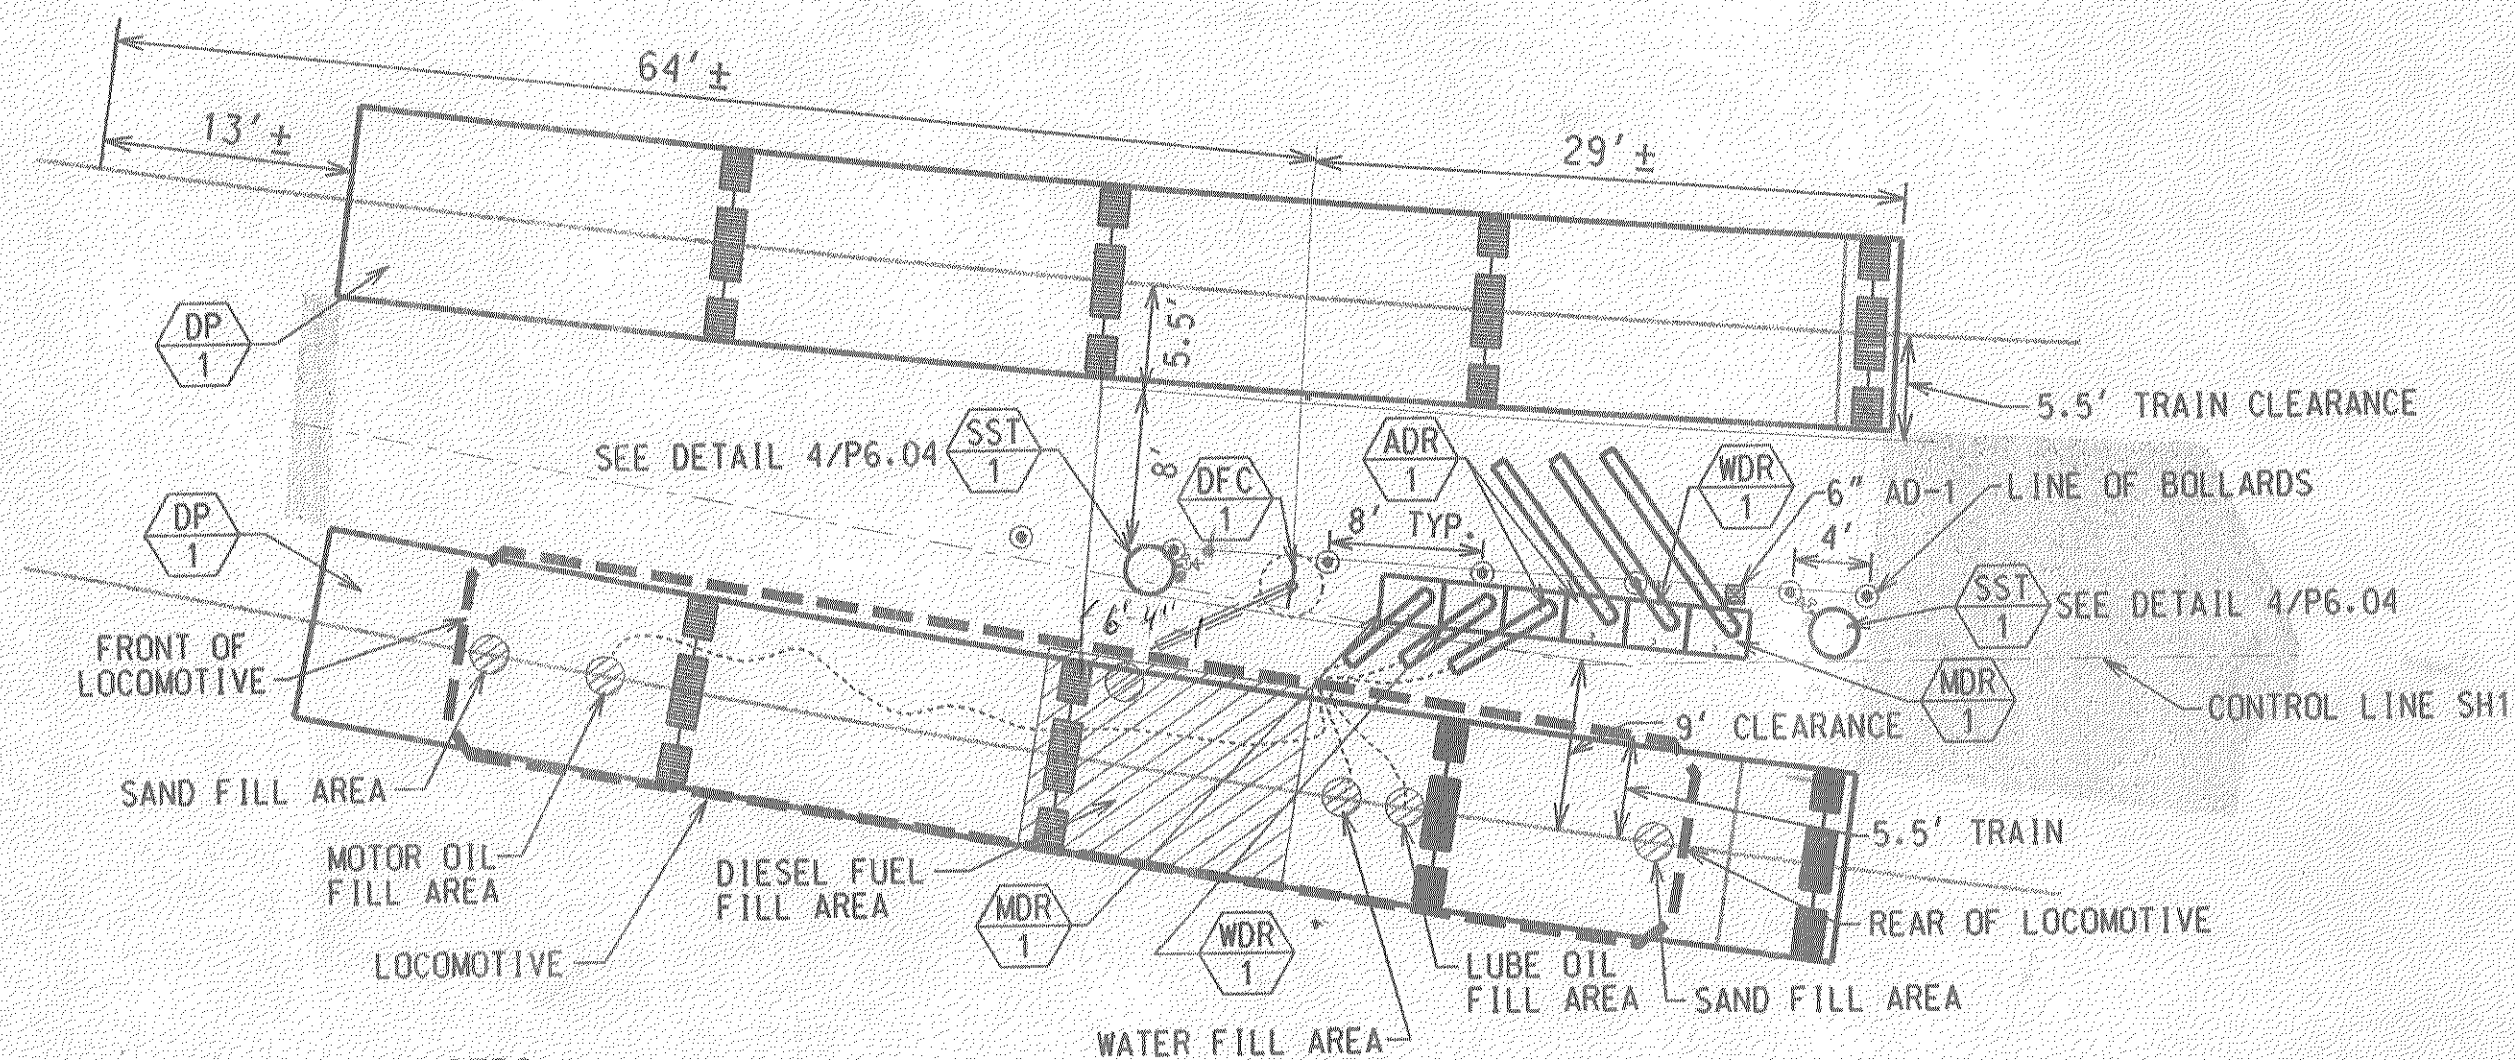 64'±
13'±
29'±
DP
1
5.5'
5.5' TRAIN CLEARANCE
SEE DETAIL 4/P6.04
SST
1
8'
DFC
1
ADR
1
8' TYP.
WDR
1
6" AD-1
LINE OF BOLLARDS
4'
DP
1
SST
1
SEE DETAIL 4/P6.04
6'-4"
FRONT OF
LOCOMOTIVE
MDR
1
CONTROL LINE SH1
9' CLEARANCE
SAND FILL AREA
5.5' TRAIN
MOTOR OIL
FILL AREA
DIESEL FUEL
FILL AREA
MDR
1
WDR
1
REAR OF LOCOMOTIVE
LOCOMOTIVE
LUBE OIL
FILL AREA
SAND FILL AREA
WATER FILL AREA